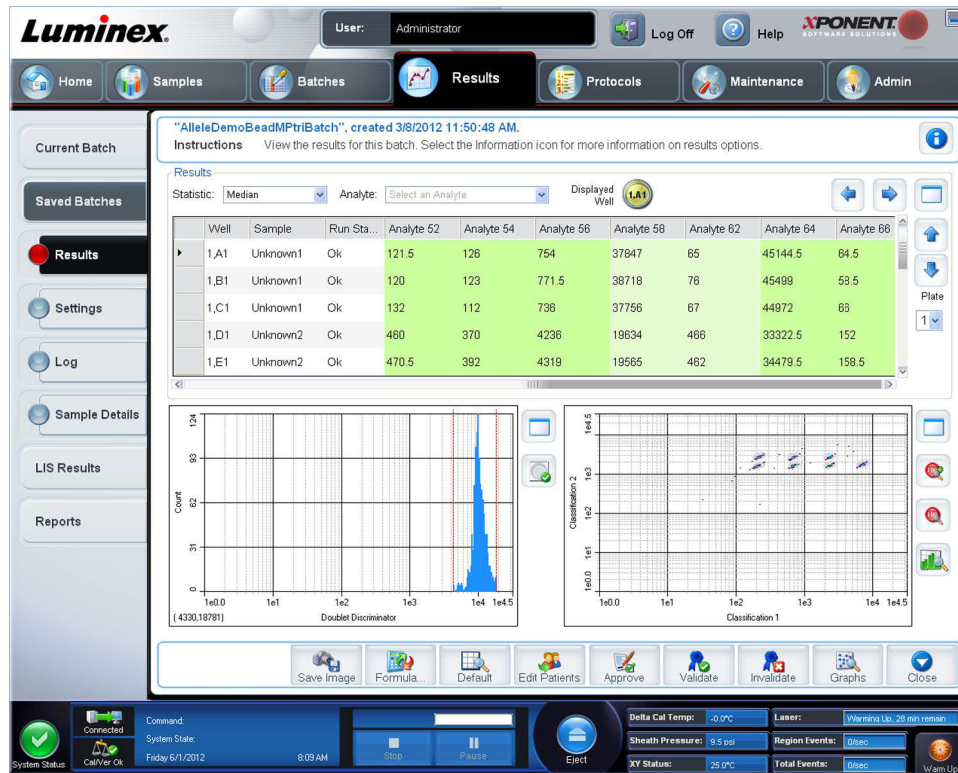 Luminex.
User: Administrator
Log Off
Help
XPONENT.
SOFTWARE SOLUTIONS
Home Samples Batches Results Protocols Maintenance Admin
Current Batch
Saved Batches
Results
Settings
Log
Sample Details
LIS Results
Reports
"AlleleDemoBeadMPtriBatch", created 3/8/2012 11:50:48 AM.
Instructions View the results for this batch. Select the Information icon for more information on results options.
Results
Statistic: Median Analyte: Select an Analyte Displayed Well 1,A1
Well Sample Run Sta... Analyte 52 Analyte 54 Analyte 56 Analyte 58 Analyte 62 Analyte 64 Analyte 66
1,A1 Unknown1 Ok 121.5 126 754 37847 65 45144.5 64.5
1,B1 Unknown1 Ok 120 123 771.5 38718 76 45499 58.5
1,C1 Unknown1 Ok 132 112 736 37756 67 44972 66
1,D1 Unknown2 Ok 460 370 4236 19634 466 33322.5 152
1,E1 Unknown2 Ok 470.5 392 4319 19565 462 34479.5 158.5
Plate
1
124
93
62
31
0
Count
1e0.0 1e1 1e2 1e3 1e4 1e4.5
(4330,18781) Doublet Discriminator
1e4.5
1e3
1e2
1e1
1e0.0
Classification 2
1e0.0 1e1 1e2 1e3 1e4 1e4.5
Classification 1
100
100
Save Image Formula... Default Edit Patients Approve Validate Invalidate Graphs Close
System Status
Connected
Cal/Ver Ok
Command:
System State:
Friday 6/1/2012 8:09 AM
Stop Pause
Eject
Delta Cal Temp: -0.0°C Laser: Warming Up, 28 min remain
Sheath Pressure: 9.5 psi Region Events: 0/sec
XY Status: 25.0°C Total Events: 0/sec
Warm Up